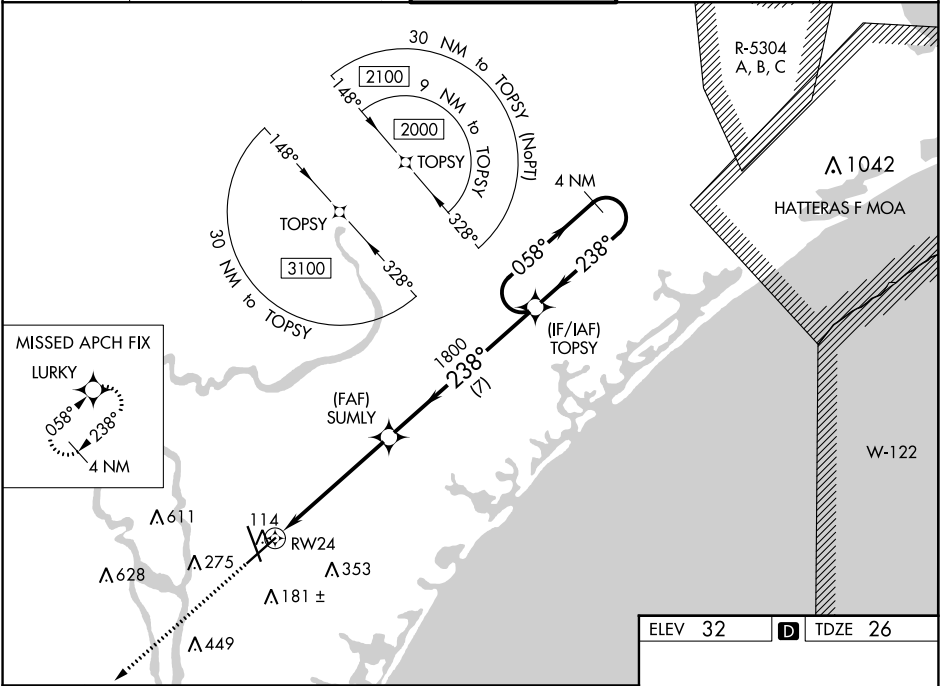 30 NM to TOPSY (NoPT)
2100
148°
9 NM to TOPSY
2000
TOPSY
328°
R-5304
A, B, C
1042
HATTERAS F MOA
148°
TOPSY
328°
3100
30 NM to TOPSY
4 NM
058°
238°
(IF/IAF)
TOPSY
1800
238°
(7)
(FAF)
SUMLY
MISSED APCH FIX
LURKY
058°
238°
4 NM
W-122
611
114
RW24
275
353
628
181 ±
449
ELEV 32 D TDZE 26